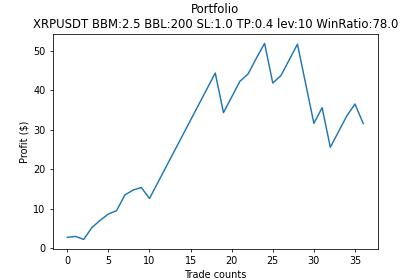 Portfolio
XRPUSDT BBM:2.5 BBL:200 SL:1.0 TP:0.4 lev:10 WinRatio:78.0
50
40
30
20
10
0
Profit ($)
0 5 10 15 20 25 30 35
Trade counts